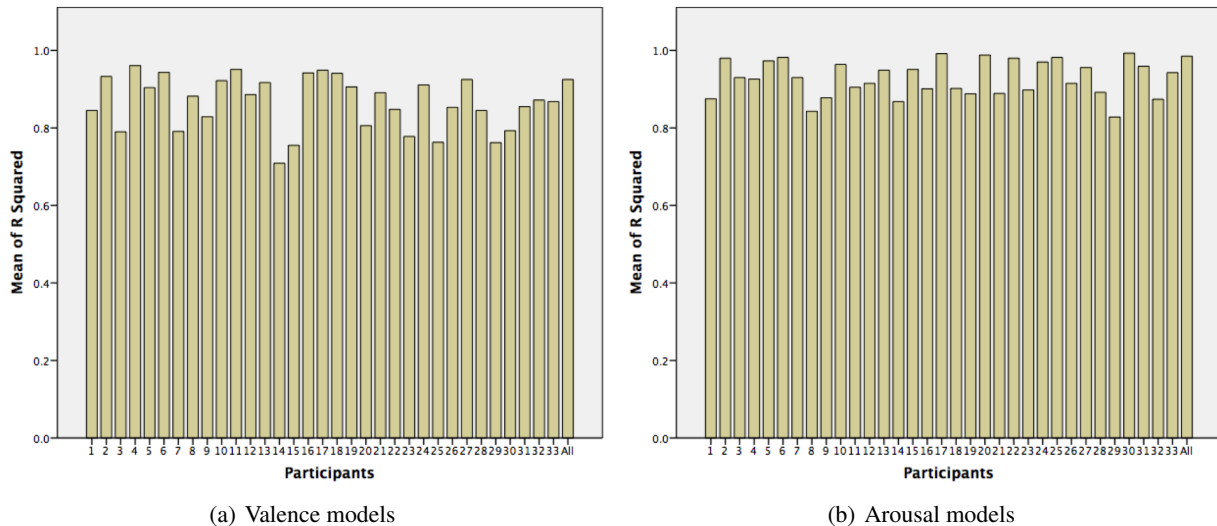 Mean of R Squared
1.0
0.8
0.6
0.4
0.2
0.0
1 2 3 4 5 6 7 8 9 10 11 12 13 14 15 16 17 18 19 20 21 22 23 24 25 26 27 28 29 30 31 32 33 All
Participants
(a) Valence models
Mean of R Squared
1.0
0.8
0.6
0.4
0.2
0.0
1 2 3 4 5 6 7 8 9 10 11 12 13 14 15 16 17 18 19 20 21 22 23 24 25 26 27 28 29 30 31 32 33 All
Participants
(b) Arousal models